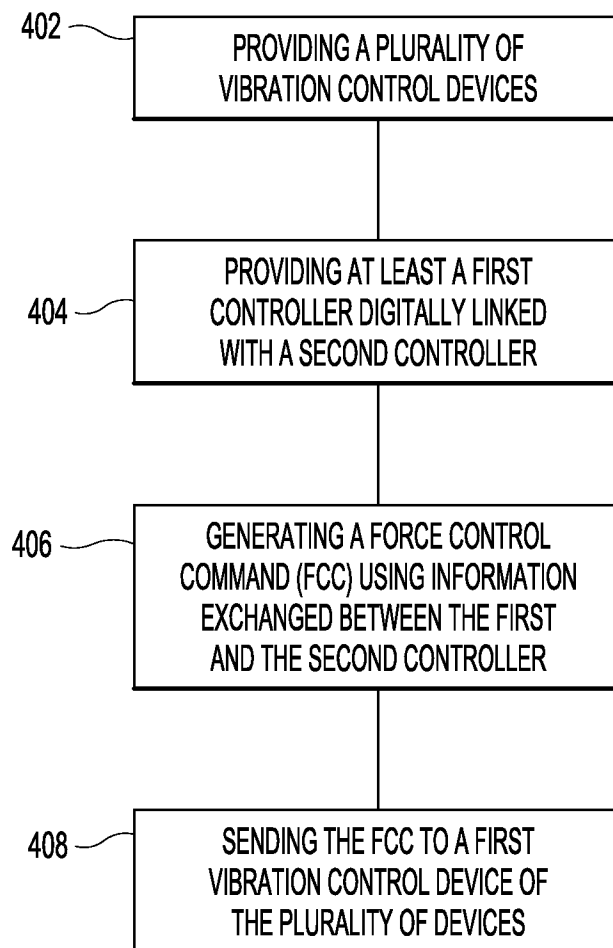 402
PROVIDING A PLURALITY OF
VIBRATION CONTROL DEVICES
404
PROVIDING AT LEAST A FIRST
CONTROLLER DIGITALLY LINKED
WITH A SECOND CONTROLLER
406
GENERATING A FORCE CONTROL
COMMAND (FCC) USING INFORMATION
EXCHANGED BETWEEN THE FIRST
AND THE SECOND CONTROLLER
408
SENDING THE FCC TO A FIRST
VIBRATION CONTROL DEVICE OF
THE PLURALITY OF DEVICES